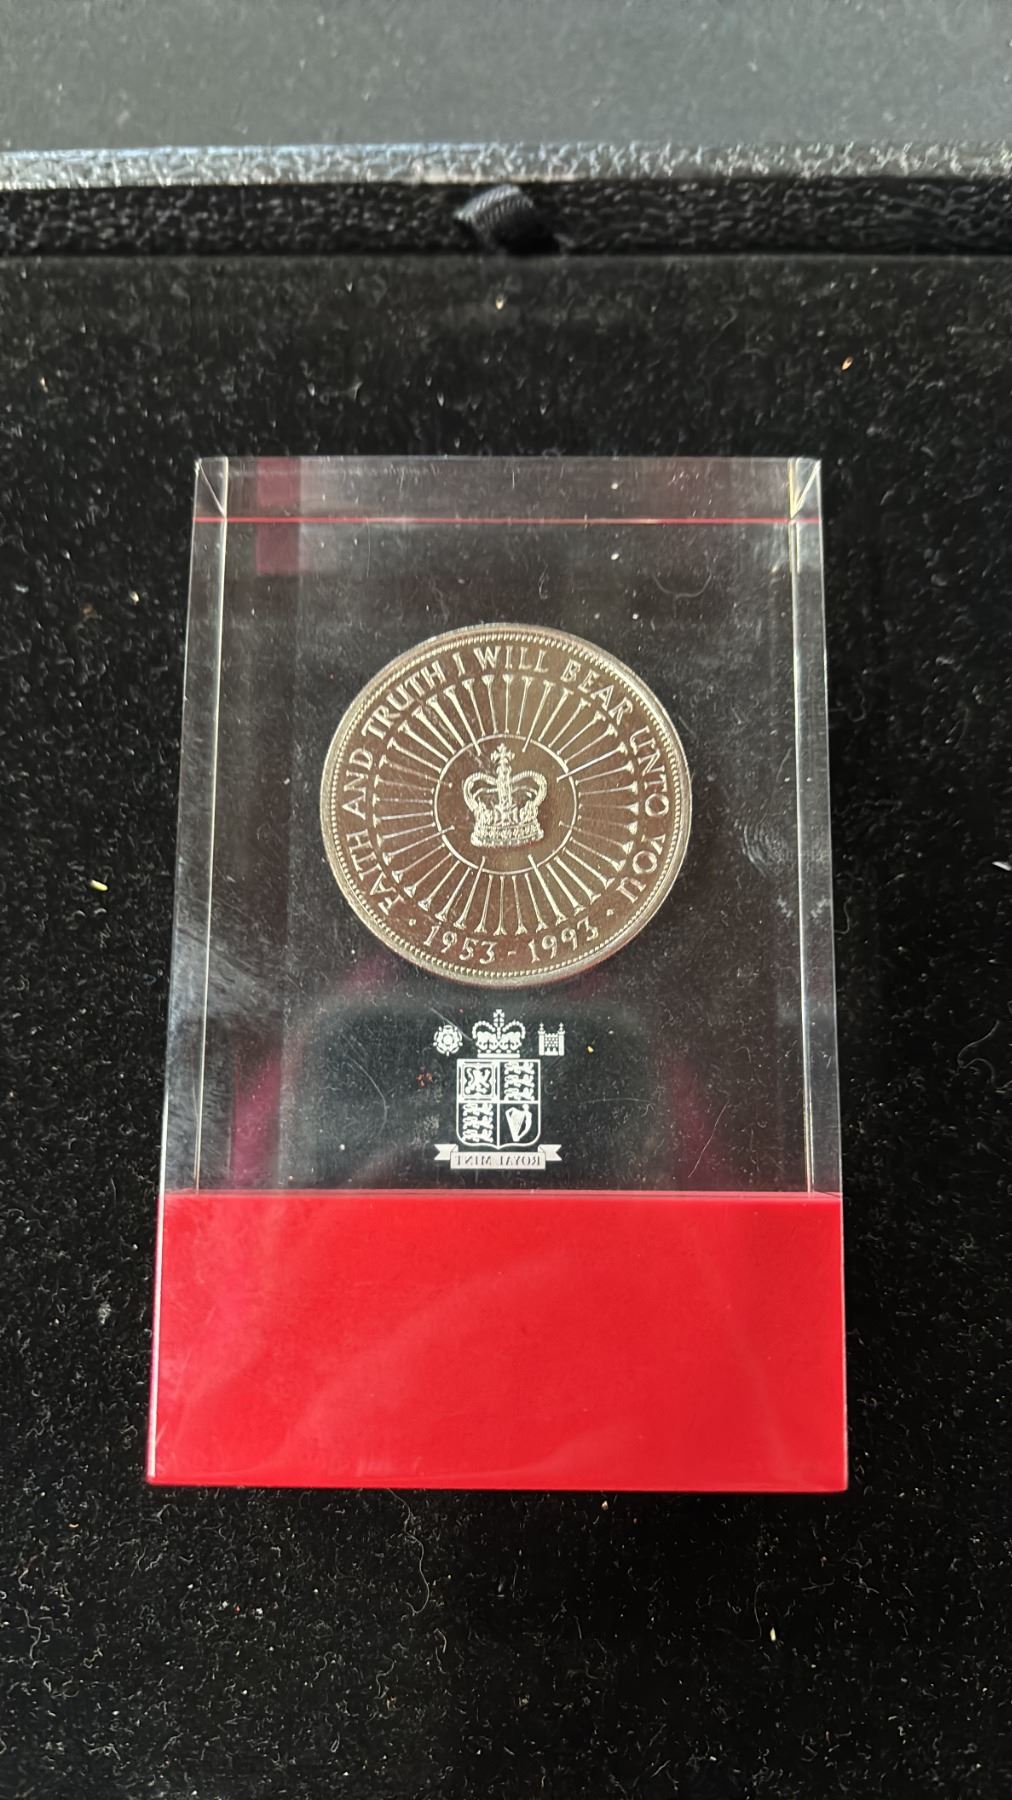 FAITH AND TRUTH I WILL BEAR UNTO YOU
· 1953 - 1993 ·
ROYAL MINT